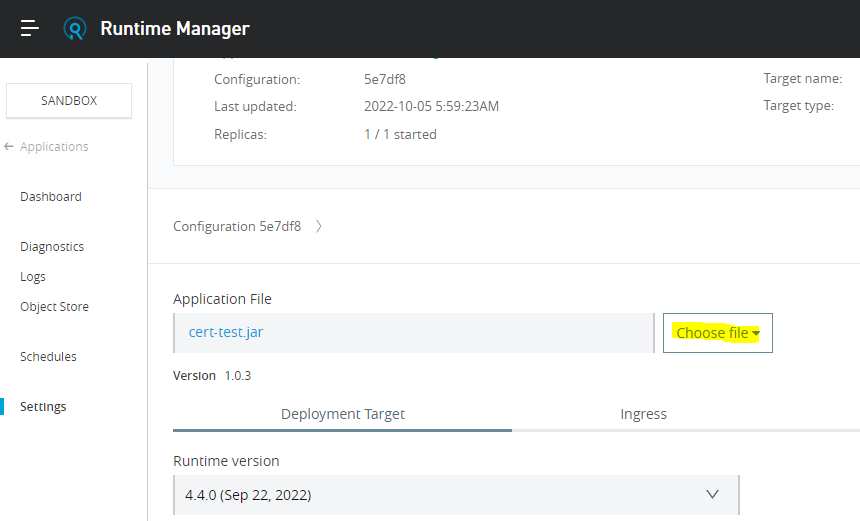 Runtime Manager
SANDBOX
Applications
Dashboard
Diagnostics
Logs
Object Store
Schedules
Settings
Configuration: 5e7df8 Target name:
Last updated: 2022-10-05 5:59:23AM Target type:
Replicas: 1 / 1 started
Configuration 5e7df8
Application File
cert-test.jar Choose file
Version 1.0.3
Deployment Target Ingress
Runtime version
4.4.0 (Sep 22, 2022)